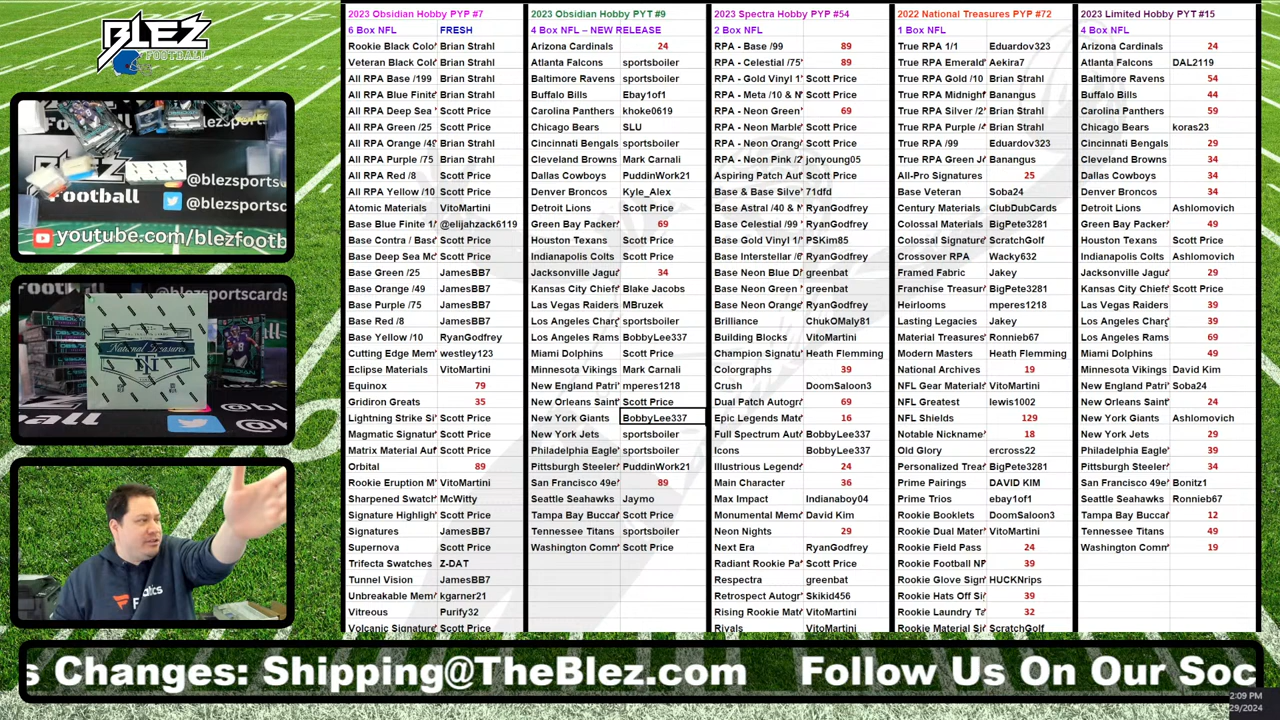 BLEZ
FOOTBALL
Football
@blezsports
@blezsportsc
youtube.com/blezfootb
@blezsportscards
National Treasures
all
2023 Obsidian Hobby PYP #7
6 Box NFL FRESH
Rookie Black Colo Brian Strahl
Veteran Black Col Brian Strahl
All RPA Base /199 Brian Strahl
All RPA Blue Finite Brian Strahl
All RPA Deep Sea Scott Price
All RPA Green /25 Scott Price
All RPA Orange /49 Brian Strahl
All RPA Purple /75 Brian Strahl
All RPA Red /8 Scott Price
All RPA Yellow /10 Scott Price
Atomic Materials VitoMartini
Base Blue Finite 1/ @elijahzack6119
Base Contra / Base Scott Price
Base Deep Sea Mo Scott Price
Base Green /25 JamesBB7
Base Orange /49 JamesBB7
Base Purple /75 JamesBB7
Base Red /8 JamesBB7
Base Yellow /10 RyanGodfrey
Cutting Edge Mem westley123
Eclipse Materials VitoMartini
Equinox 79
Gridiron Greats 35
Lightning Strike Si Scott Price
Magmatic Signatur Scott Price
Matrix Material Aut Scott Price
Orbital 89
Rookie Eruption M VitoMartini
Sharpened Swatch McWitty
Signature Highligh Scott Price
Signatures JamesBB7
Supernova Scott Price
Trifecta Swatches Z-DAT
Tunnel Vision JamesBB7
Unbreakable Mem kgarner21
Vitreous Purify32
Volcanic Signature Scott Price
2023 Obsidian Hobby PYT #9
4 Box NFL – NEW RELEASE
Arizona Cardinals 24
Atlanta Falcons sportsboiler
Baltimore Ravens sportsboiler
Buffalo Bills Ebay1of1
Carolina Panthers khoke0619
Chicago Bears SLU
Cincinnati Bengals sportsboiler
Cleveland Browns Mark Carnali
Dallas Cowboys PuddinWork21
Denver Broncos Kyle_Alex
Detroit Lions Scott Price
Green Bay Packer 69
Houston Texans Scott Price
Indianapolis Colts Scott Price
Jacksonville Jagu 34
Kansas City Chief Blake Jacobs
Las Vegas Raiders MBruzek
Los Angeles Charg sportsboiler
Los Angeles Rams BobbyLee337
Miami Dolphins Scott Price
Minnesota Vikings Mark Carnali
New England Patri mperes1218
New Orleans Saint Scott Price
New York Giants BobbyLee337
New York Jets sportsboiler
Philadelphia Eagle sportsboiler
Pittsburgh Steeler PuddinWork21
San Francisco 49e 89
Seattle Seahawks Jaymo
Tampa Bay Buccan Scott Price
Tennessee Titans sportsboiler
Washington Comm Scott Price
2023 Spectra Hobby PYP #54
2 Box NFL
RPA - Base /99 89
RPA - Celestial /75 89
RPA - Gold Vinyl 1 Scott Price
RPA - Meta /10 & N Scott Price
RPA - Neon Green 69
RPA - Neon Marble Scott Price
RPA - Neon Orang Scott Price
RPA - Neon Pink /2 jonyoung05
Aspiring Patch Aut Scott Price
Base & Base Silve 71dfd
Base Astral /40 & N RyanGodfrey
Base Celestial /99 RyanGodfrey
Base Gold Vinyl 1/ PSKim85
Base Interstellar /6 RyanGodfrey
Base Neon Blue D greenbat
Base Neon Green greenbat
Base Neon Orange RyanGodfrey
Brilliance ChukOMaly81
Building Blocks VitoMartini
Champion Signatu Heath Flemming
Colorgraphs 39
Crush DoomSaloon3
Dual Patch Autogr 69
Epic Legends Mat 16
Full Spectrum Aut BobbyLee337
Icons BobbyLee337
Illustrious Legend 24
Main Character 36
Max Impact Indianaboy04
Monumental Mem David Kim
Neon Nights 29
Next Era RyanGodfrey
Radiant Rookie Pa Scott Price
Respectra greenbat
Retrospect Autogr Skikid456
Rising Rookie Mat VitoMartini
Rivals VitoMartini
2022 National Treasures PYP #72
1 Box NFL
True RPA 1/1 Eduardov323
True RPA Emerald Aekira7
True RPA Gold /10 Brian Strahl
True RPA Midnigh Banangus
True RPA Silver /2 Brian Strahl
True RPA Purple / Brian Strahl
True RPA /99 Eduardov323
True RPA Green J Banangus
All-Pro Signatures 25
Base Veteran Soba24
Century Materials ClubDubCards
Colossal Materials BigPete3281
Colossal Signature ScratchGolf
Crossover RPA Wacky632
Framed Fabric Jakey
Franchise Treasur BigPete3281
Heirlooms mperes1218
Lasting Legacies Jakey
Material Treasures Ronnieb67
Modern Masters Heath Flemming
National Archives 19
NFL Gear Material VitoMartini
NFL Greatest lewis1002
NFL Shields 129
Notable Nickname 18
Old Glory ercross22
Personalized Trea BigPete3281
Prime Pairings DAVID KIM
Prime Trios ebay1of1
Rookie Booklets DoomSaloon3
Rookie Dual Mater VitoMartini
Rookie Field Pass 24
Rookie Football NF 39
Rookie Glove Sign HUCKNrips
Rookie Hats Off Si 39
Rookie Laundry Ta 32
Rookie Material Si ScratchGolf
2023 Limited Hobby PYT #15
4 Box NFL
Arizona Cardinals 24
Atlanta Falcons DAL2119
Baltimore Ravens 54
Buffalo Bills 44
Carolina Panthers 59
Chicago Bears koras23
Cincinnati Bengals 29
Cleveland Browns 34
Dallas Cowboys 34
Denver Broncos 34
Detroit Lions Ashlomovich
Green Bay Packer 49
Houston Texans Scott Price
Indianapolis Colts Scott Price
Jacksonville Jagu 29
Kansas City Chief Scott Price
Las Vegas Raiders 39
Los Angeles Charg 39
Los Angeles Rams 69
Miami Dolphins 49
Minnesota Vikings David Kim
New England Patri Soba24
New Orleans Saint 24
New York Giants Ashlomovich
New York Jets 29
Philadelphia Eagle 39
Pittsburgh Steeler 34
San Francisco 49e Bonitz1
Seattle Seahawks Ronnieb67
Tampa Bay Buccan 12
Tennessee Titans 49
Washington Comm 19
s Changes: Shipping@TheBlez.com Follow Us On Our Soc
2:09 PM
/29/2024